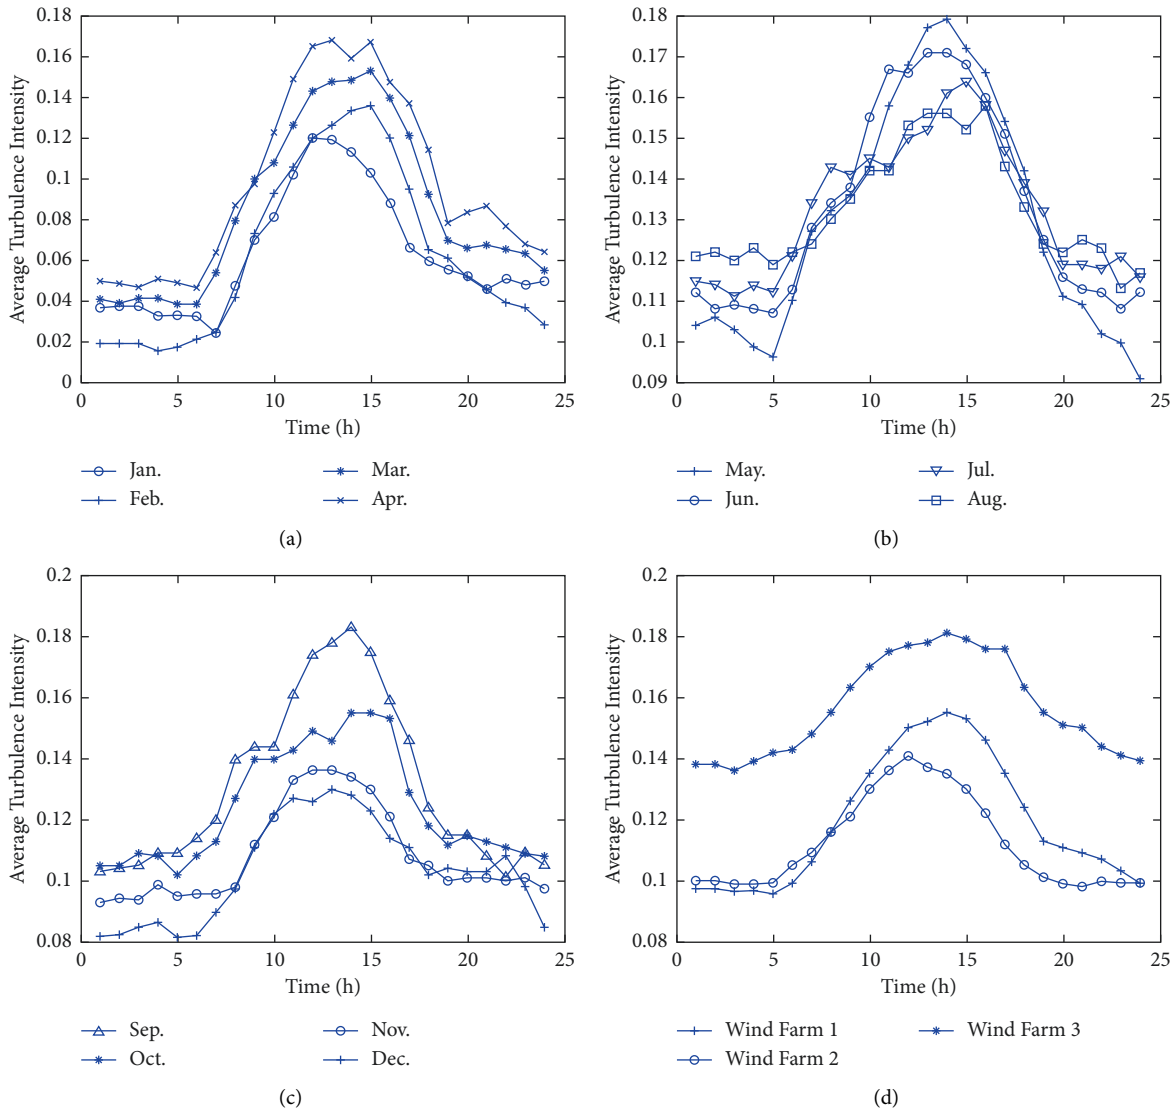 0.18
0.16
0.14
0.12
0.1
0.08
0.06
0.04
0.02
0
Average Turbulence Intensity
0 5 10 15 20 25
Time (h)
Jan.
Feb.
Mar.
Apr.
(a)
0.18
0.17
0.16
0.15
0.14
0.13
0.12
0.11
0.1
0.09
Average Turbulence Intensity
0 5 10 15 20 25
Time (h)
May.
Jun.
Jul.
Aug.
(b)
0.2
0.18
0.16
0.14
0.12
0.1
0.08
Average Turbulence Intensity
0 5 10 15 20 25
Time (h)
Sep.
Oct.
Nov.
Dec.
(c)
0.2
0.18
0.16
0.14
0.12
0.1
0.08
Average Turbulence Intensity
0 5 10 15 20 25
Time (h)
Wind Farm 1
Wind Farm 2
Wind Farm 3
(d)